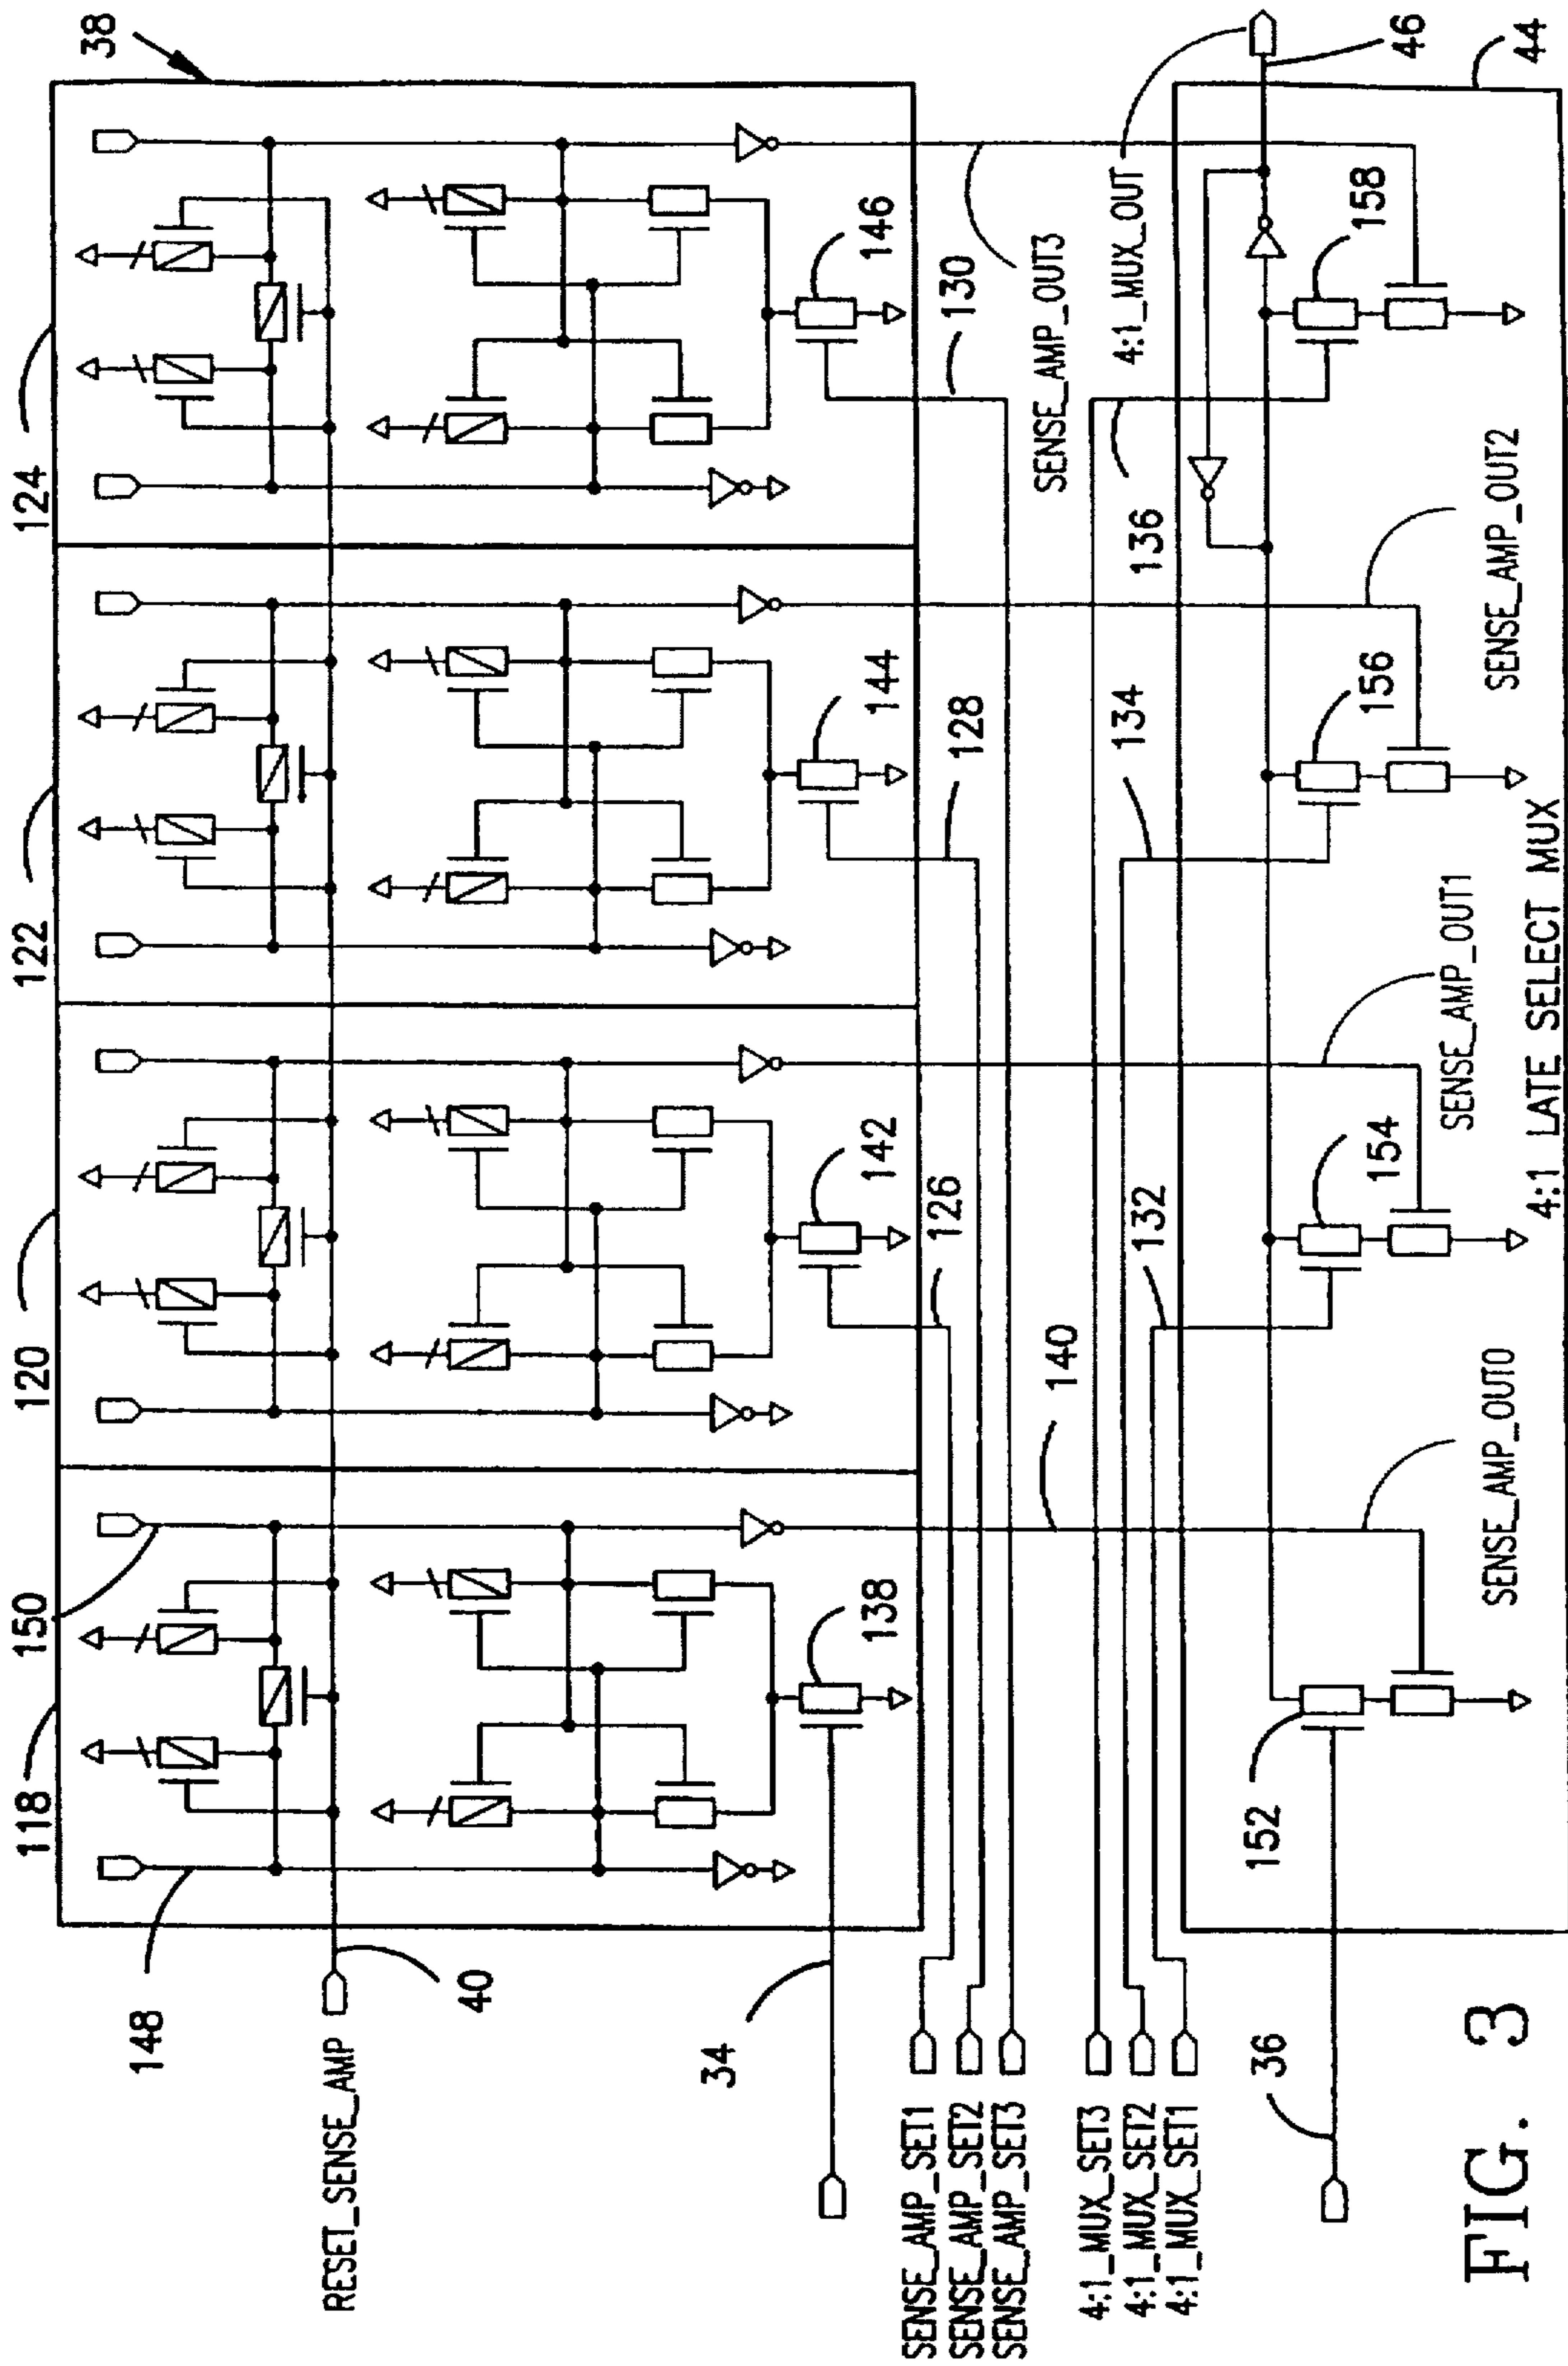 38
124
122
120
150
118
148
RESET_SENSE_AMP
40
146
144
142
138
34
130
128
126
140
SENSE_AMP_SET1
SENSE_AMP_SET2
SENSE_AMP_SET3
SENSE_AMP_OUT3
4:1_MUX_OUT
46
44
136
134
132
4:1_MUX_SET3
4:1_MUX_SET2
4:1_MUX_SET1
158
156
154
152
36
SENSE_AMP_OUT2
SENSE_AMP_OUT1
SENSE_AMP_OUT0
4:1 LATE SELECT MUX
FIG. 3